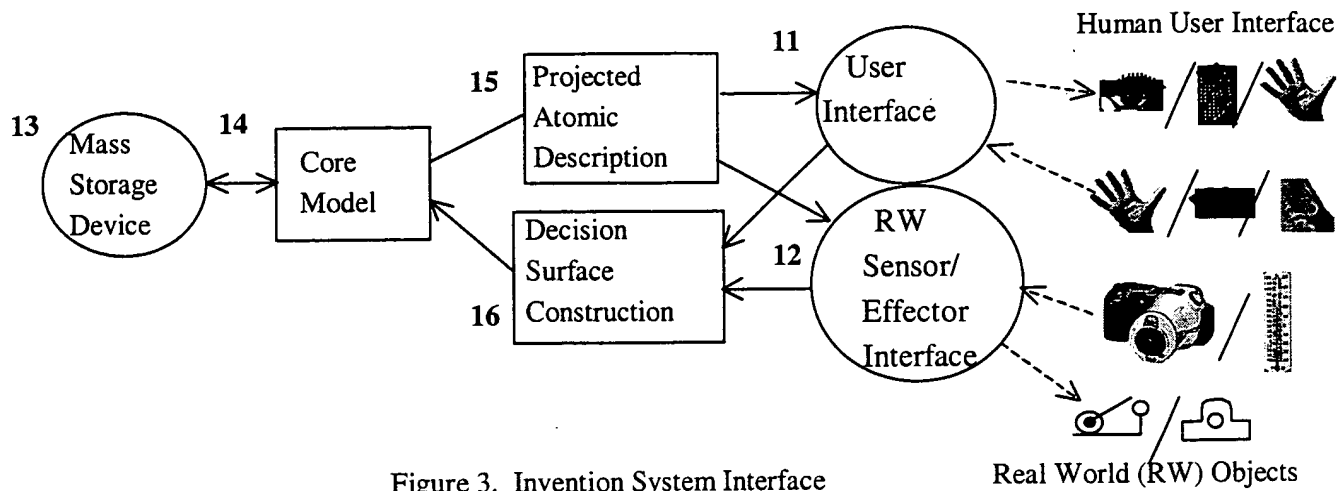 Human User Interface
11
User
Interface
15
Projected
Atomic
Description
13
Mass
Storage
Device
14
Core
Model
Decision
Surface
Construction
16
12
RW
Sensor/
Effector
Interface
Figure 3. Invention System Interface
Real World (RW) Objects